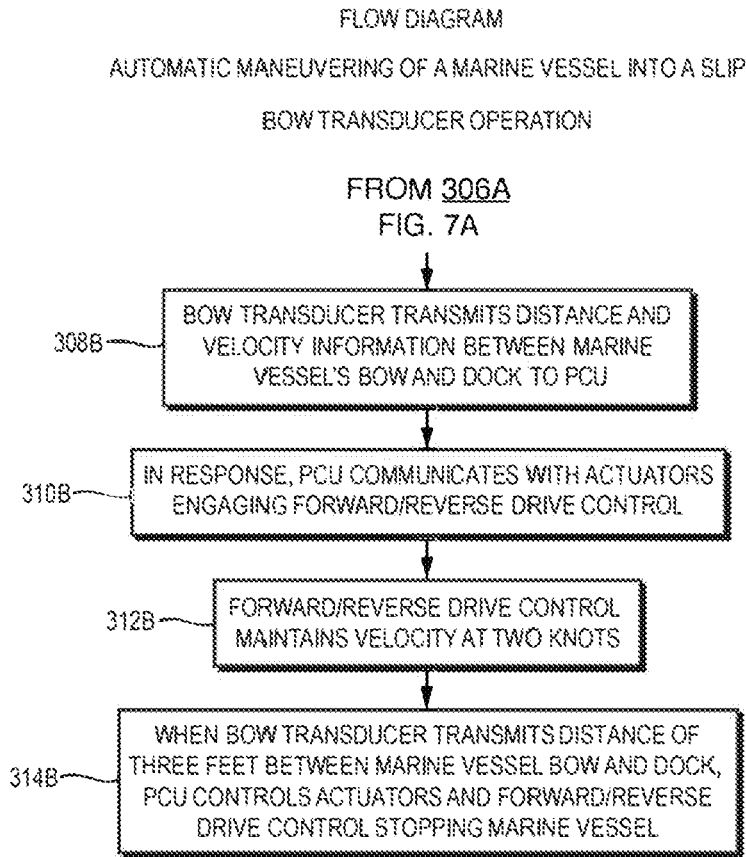 FLOW DIAGRAM
AUTOMATIC MANEUVERING OF A MARINE VESSEL INTO A SLIP
BOW TRANSDUCER OPERATION
FROM 306A
FIG. 7A
308B
BOW TRANSDUCER TRANSMITS DISTANCE AND
VELOCITY INFORMATION BETWEEN MARINE
VESSEL'S BOW AND DOCK TO PCU
310B
IN RESPONSE, PCU COMMUNICATES WITH ACTUATORS
ENGAGING FORWARD/REVERSE DRIVE CONTROL
312B
FORWARD/REVERSE DRIVE CONTROL
MAINTAINS VELOCITY AT TWO KNOTS
314B
WHEN BOW TRANSDUCER TRANSMITS DISTANCE OF
THREE FEET BETWEEN MARINE VESSEL BOW AND DOCK,
PCU CONTROLS ACTUATORS AND FORWARD/REVERSE
DRIVE CONTROL STOPPING MARINE VESSEL